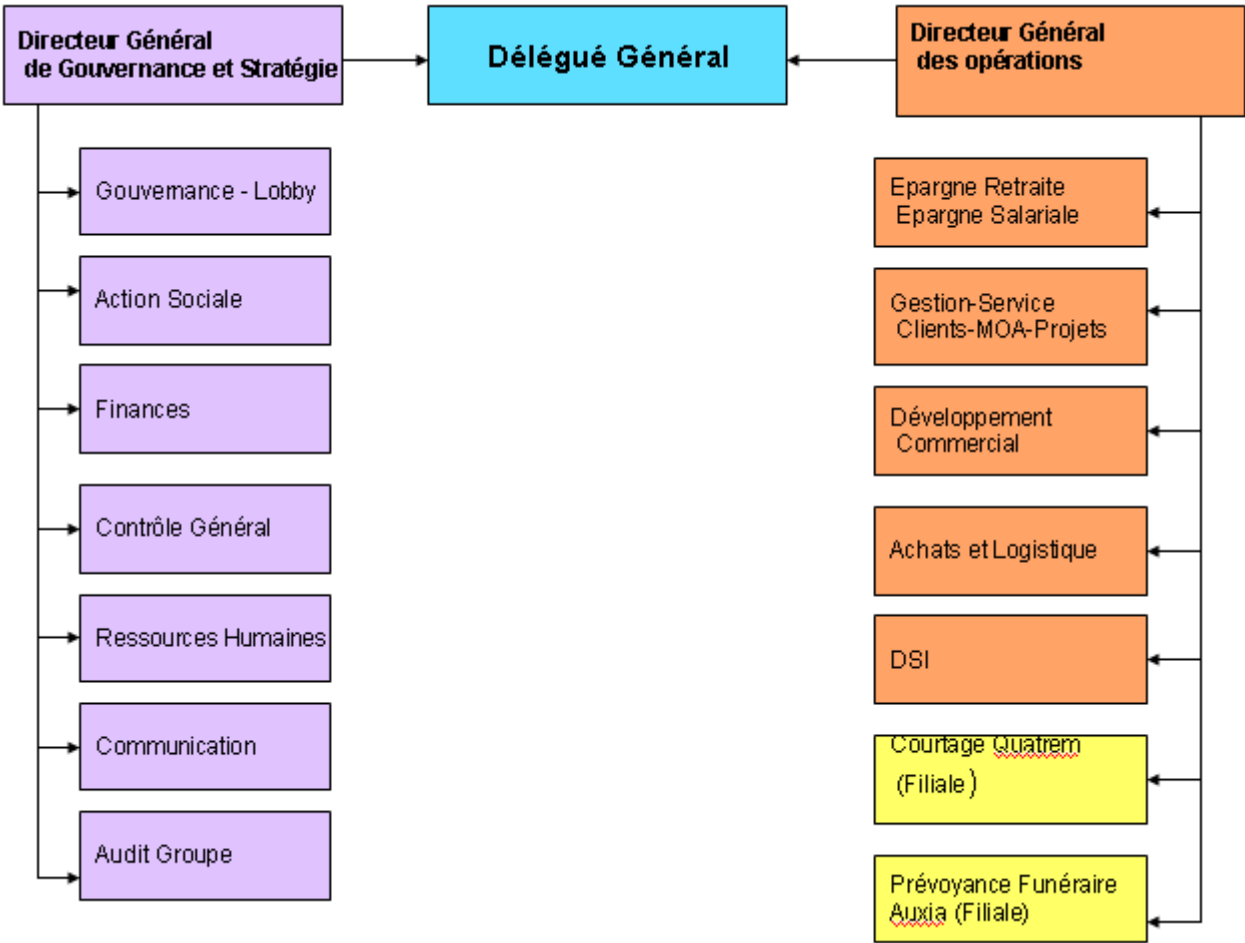 Directeur Général
de Gouvernance et Stratégie
Délégué Général
Directeur Général
des opérations
Gouvernance - Lobby
Action Sociale
Finances
Contrôle Général
Ressources Humaines
Communication
Audit Groupe
Epargne Retraite
Epargne Salariale
Gestion-Service
Clients-MOA-Projets
Développement
Commercial
Achats et Logistique
DSI
Courtage Quatrem
(Filiale)
Prévoyance Funéraire
Auxia (Filiale)